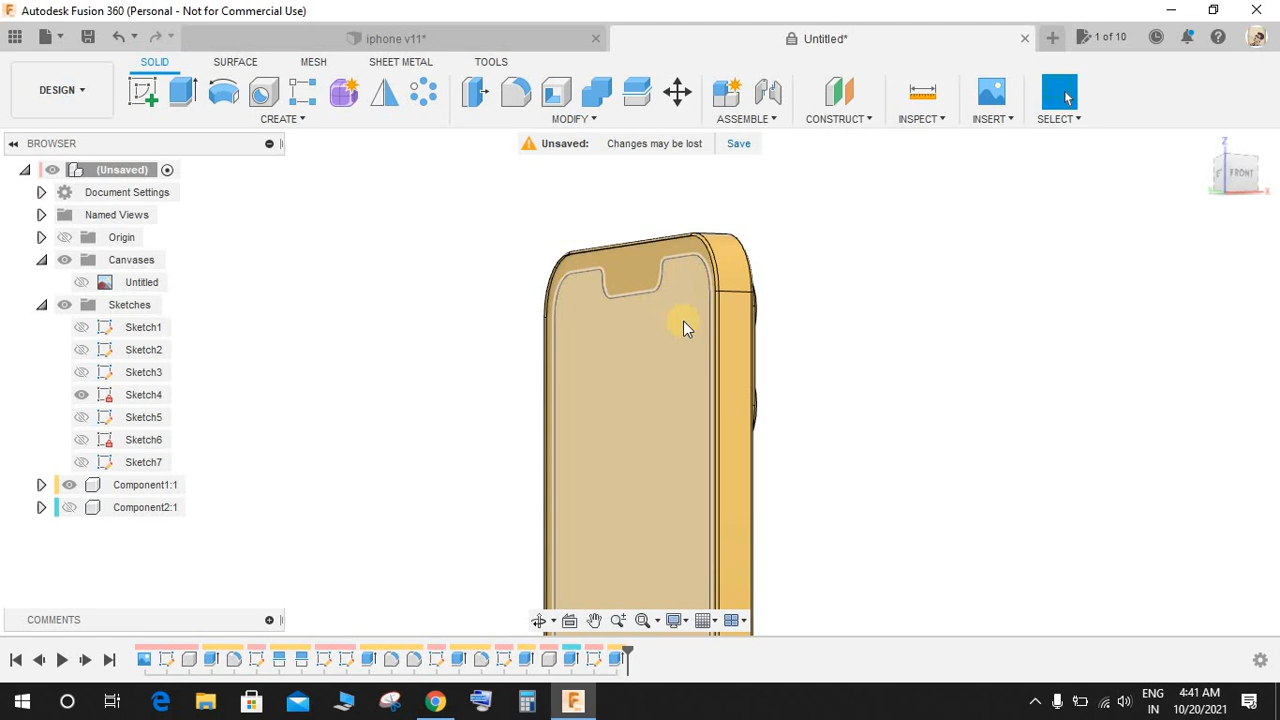 Autodesk Fusion 360 (Personal - Not for Commercial Use)
iphone v11*
Untitled*
1 of 10
SOLID
SURFACE
MESH
SHEET METAL
TOOLS
DESIGN
CREATE
MODIFY
ASSEMBLE
CONSTRUCT
INSPECT
INSERT
SELECT
BROWSER
Unsaved: Changes may be lost Save
(Unsaved)
Document Settings
Named Views
Origin
Canvases
Untitled
Sketches
Sketch1
Sketch2
Sketch3
Sketch4
Sketch5
Sketch6
Sketch7
Component1:1
Component2:1
Z
FRONT
X
COMMENTS
ENG
IN
4:41 AM
10/20/2021